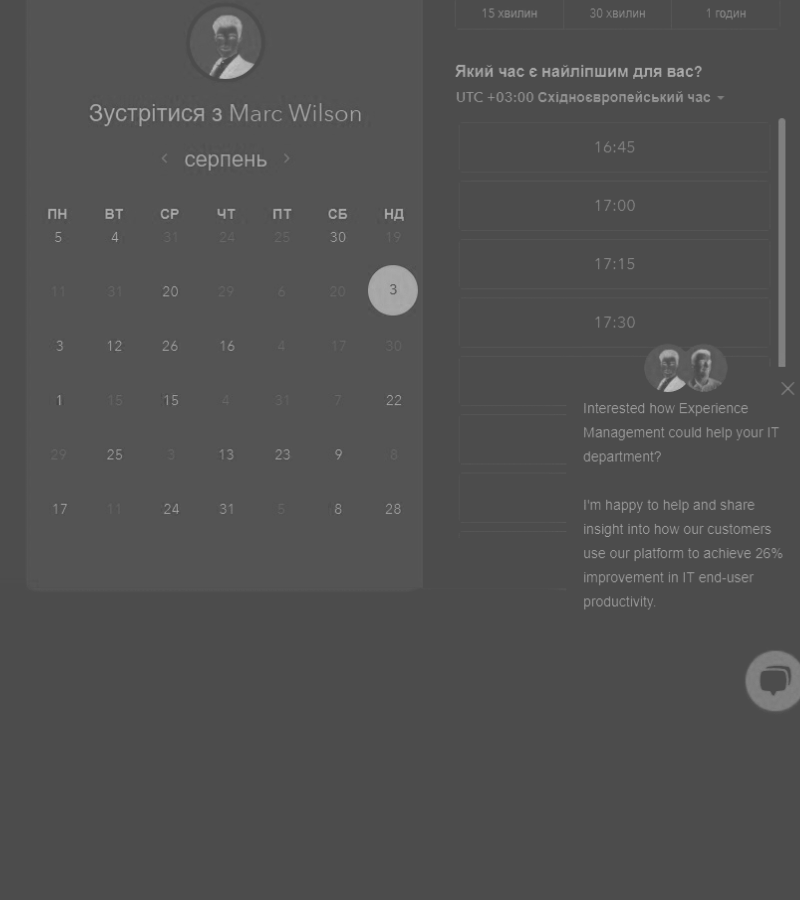 Зустрітися з Marc Wilson
серпень
ПН ВТ СР ЧТ ПТ СБ НД
5 4 31 24 25 30 19
11 31 20 29 6 20 3
3 12 26 16 4 17 30
1 15 15 4 31 7 22
29 25 3 13 23 9 8
17 11 24 31 5 8 28
15 хвилин 30 хвилин 1 годин
Який час є найліпшим для вас?
UTC +03:00 Східноєвропейський час
16:45
17:00
17:15
17:30
Interested how Experience
Management could help your IT
department?
I'm happy to help and share
insight into how our customers
use our platform to achieve 26%
improvement in IT end-user
productivity.